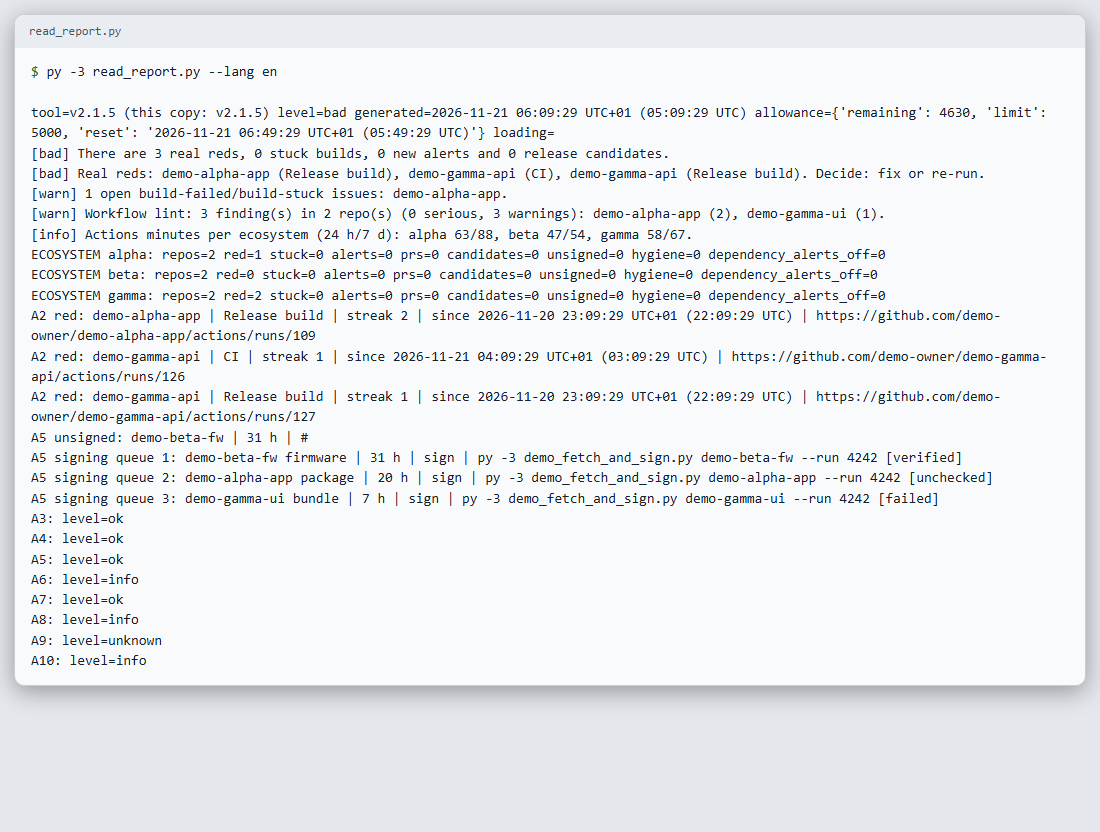 read_report.py
$ py -3 read_report.py --lang en
tool=v2.1.5 (this copy: v2.1.5) level=bad generated=2026-11-21 06:09:29 UTC+01 (05:09:29 UTC) allowance={'remaining': 4630, 'limit':
5000, 'reset': '2026-11-21 06:49:29 UTC+01 (05:49:29 UTC)'} loading=
[bad] There are 3 real reds, 0 stuck builds, 0 new alerts and 0 release candidates.
[bad] Real reds: demo-alpha-app (Release build), demo-gamma-api (CI), demo-gamma-api (Release build). Decide: fix or re-run.
[warn] 1 open build-failed/build-stuck issues: demo-alpha-app.
[warn] Workflow lint: 3 finding(s) in 2 repo(s) (0 serious, 3 warnings): demo-alpha-app (2), demo-gamma-ui (1).
[info] Actions minutes per ecosystem (24 h/7 d): alpha 63/88, beta 47/54, gamma 58/67.
ECOSYSTEM alpha: repos=2 red=1 stuck=0 alerts=0 prs=0 candidates=0 unsigned=0 hygiene=0 dependency_alerts_off=0
ECOSYSTEM beta: repos=2 red=0 stuck=0 alerts=0 prs=0 candidates=0 unsigned=0 hygiene=0 dependency_alerts_off=0
ECOSYSTEM gamma: repos=2 red=2 stuck=0 alerts=0 prs=0 candidates=0 unsigned=0 hygiene=0 dependency_alerts_off=0
A2 red: demo-alpha-app | Release build | streak 2 | since 2026-11-20 23:09:29 UTC+01 (22:09:29 UTC) | https://github.com/demo-
owner/demo-alpha-app/actions/runs/109
A2 red: demo-gamma-api | CI | streak 1 | since 2026-11-21 04:09:29 UTC+01 (03:09:29 UTC) | https://github.com/demo-owner/demo-gamma-
api/actions/runs/126
A2 red: demo-gamma-api | Release build | streak 1 | since 2026-11-20 23:09:29 UTC+01 (22:09:29 UTC) | https://github.com/demo-
owner/demo-gamma-api/actions/runs/127
A5 unsigned: demo-beta-fw | 31 h | #
A5 signing queue 1: demo-beta-fw firmware | 31 h | sign | py -3 demo_fetch_and_sign.py demo-beta-fw --run 4242 [verified]
A5 signing queue 2: demo-alpha-app package | 20 h | sign | py -3 demo_fetch_and_sign.py demo-alpha-app --run 4242 [unchecked]
A5 signing queue 3: demo-gamma-ui bundle | 7 h | sign | py -3 demo_fetch_and_sign.py demo-gamma-ui --run 4242 [failed]
A3: level=ok
A4: level=ok
A5: level=ok
A6: level=info
A7: level=ok
A8: level=info
A9: level=unknown
A10: level=info